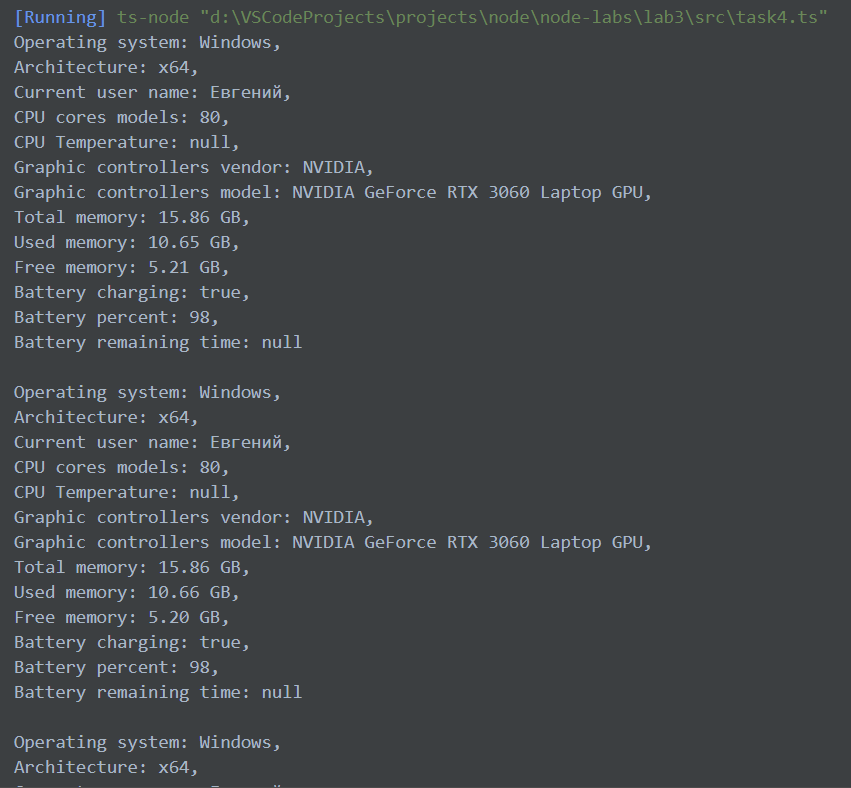 [Running] ts-node "d:\VSCodeProjects\projects\node\node-labs\lab3\src\task4.ts"
Operating system: Windows,
Architecture: x64,
Current user name: Евгений,
CPU cores models: 80,
CPU Temperature: null,
Graphic controllers vendor: NVIDIA,
Graphic controllers model: NVIDIA GeForce RTX 3060 Laptop GPU,
Total memory: 15.86 GB,
Used memory: 10.65 GB,
Free memory: 5.21 GB,
Battery charging: true,
Battery percent: 98,
Battery remaining time: null
Operating system: Windows,
Architecture: x64,
Current user name: Евгений,
CPU cores models: 80,
CPU Temperature: null,
Graphic controllers vendor: NVIDIA,
Graphic controllers model: NVIDIA GeForce RTX 3060 Laptop GPU,
Total memory: 15.86 GB,
Used memory: 10.66 GB,
Free memory: 5.20 GB,
Battery charging: true,
Battery percent: 98,
Battery remaining time: null
Operating system: Windows,
Architecture: x64,